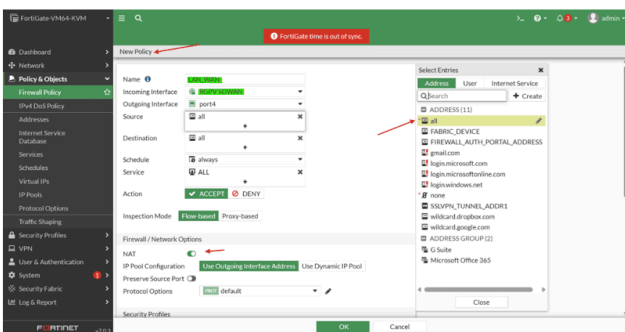 FortiGate-VM64-KVM
admin
FortiGate time is out of sync.
Dashboard
Network
Policy & Objects
Firewall Policy
IPv4 DoS Policy
Addresses
Internet Service
Database
Services
Schedules
Virtual IPs
IP Pools
Protocol Options
Traffic Shaping
Security Profiles
VPN
User & Authentication
System
1
Security Fabric
Log & Report
FORTINET
New Policy
Name
LAN_WAN
Incoming Interface
RGPV SDWAN
Outgoing Interface
port4
Source
all
+
Destination
all
+
Schedule
always
Service
ALL
+
Action
ACCEPT
DENY
Inspection Mode
Flow-based
Proxy-based
Firewall / Network Options
NAT
IP Pool Configuration
Use Outgoing Interface Address
Use Dynamic IP Pool
Preserve Source Port
Protocol Options
PROT
default
Security Profiles
OK
Cancel
Select Entries
Address
User
Internet Service
Search
+ Create
ADDRESS (11)
all
FABRIC_DEVICE
FIREWALL_AUTH_PORTAL_ADDRESS
gmail.com
login.microsoft.com
login.microsoftonline.com
login.windows.net
none
SSLVPN_TUNNEL_ADDR1
wildcard.dropbox.com
wildcard.google.com
ADDRESS GROUP (2)
G Suite
Microsoft Office 365
Close